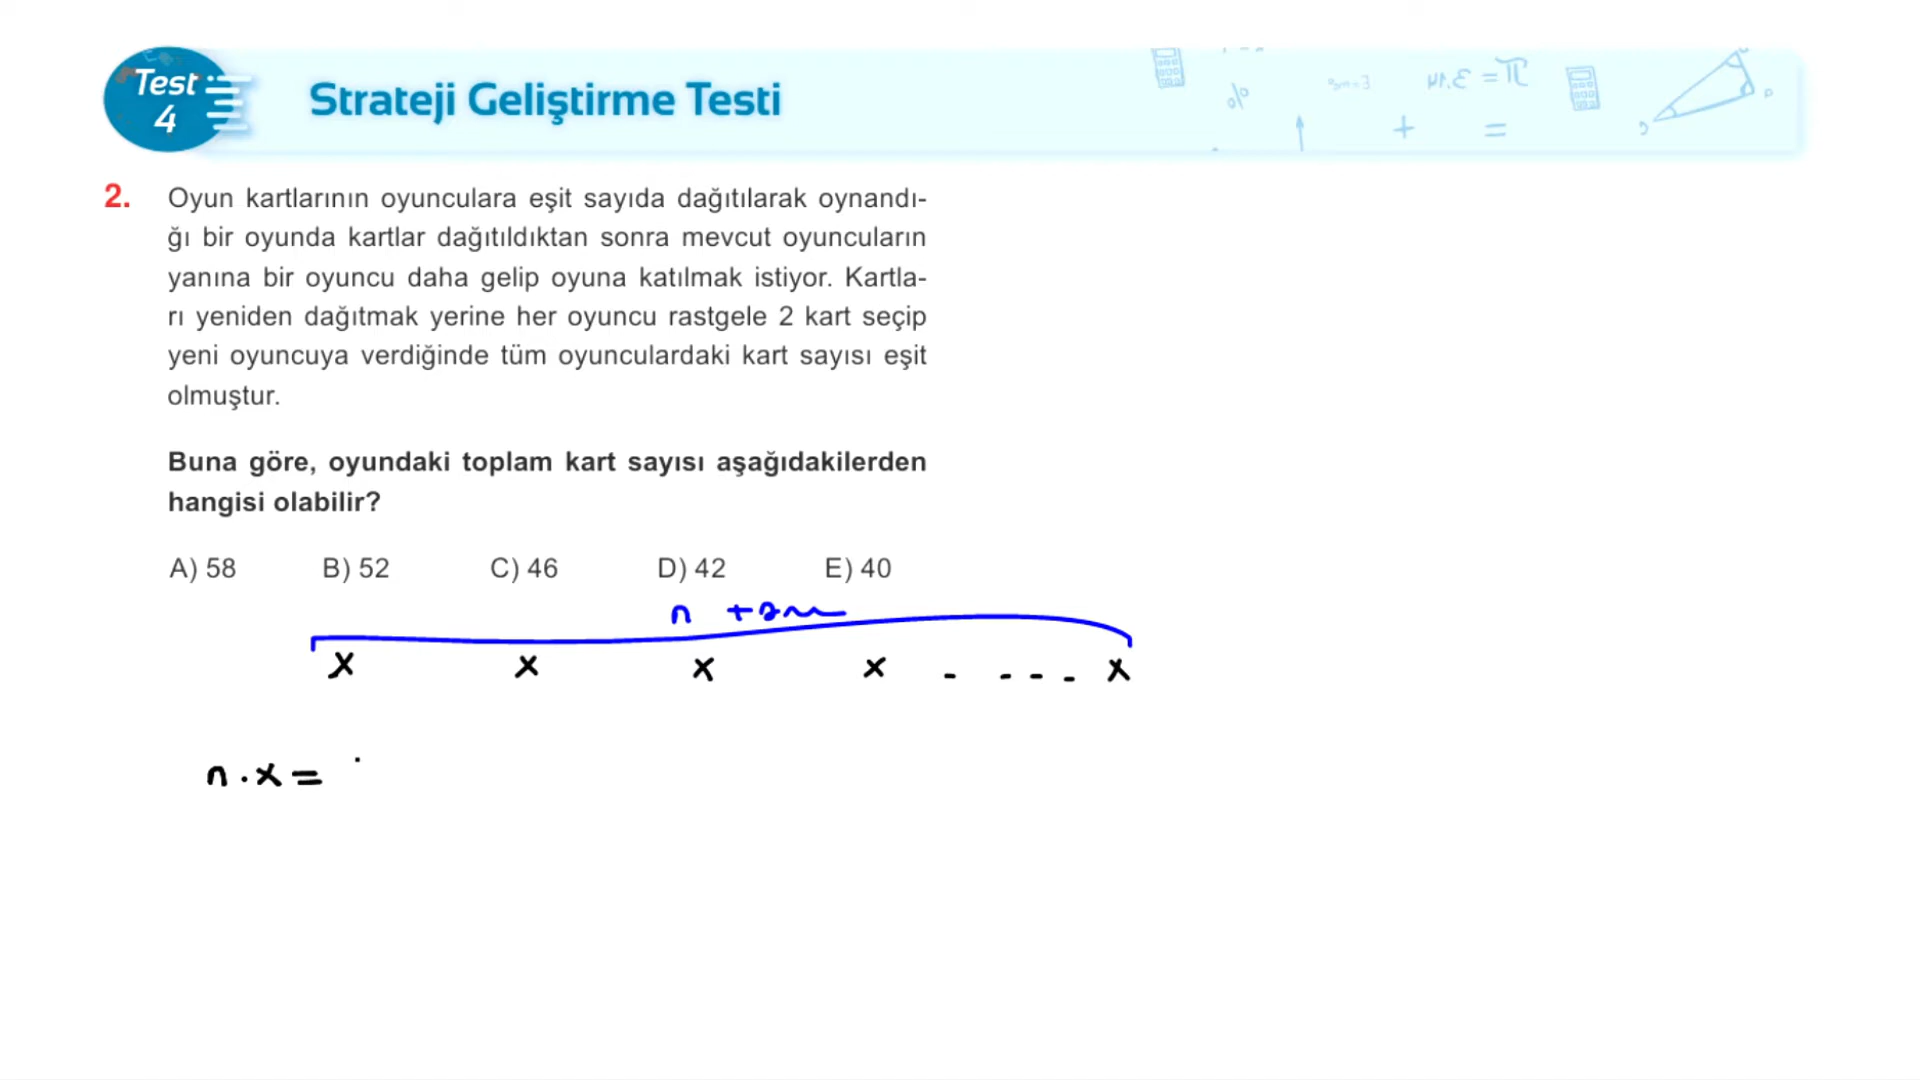 Test
4
Strateji Geliştirme Testi
2. Oyun kartlarının oyunculara eşit sayıda dağıtılarak oynandı-
ğı bir oyunda kartlar dağıtıldıktan sonra mevcut oyuncuların
yanına bir oyuncu daha gelip oyuna katılmak istiyor. Kartla-
rı yeniden dağıtmak yerine her oyuncu rastgele 2 kart seçip
yeni oyuncuya verdiğinde tüm oyunculardaki kart sayısı eşit
olmuştur.
Buna göre, oyundaki toplam kart sayısı aşağıdakilerden
hangisi olabilir?
A) 58 B) 52 C) 46 D) 42 E) 40
n
x x x x - - - - x
n . x =